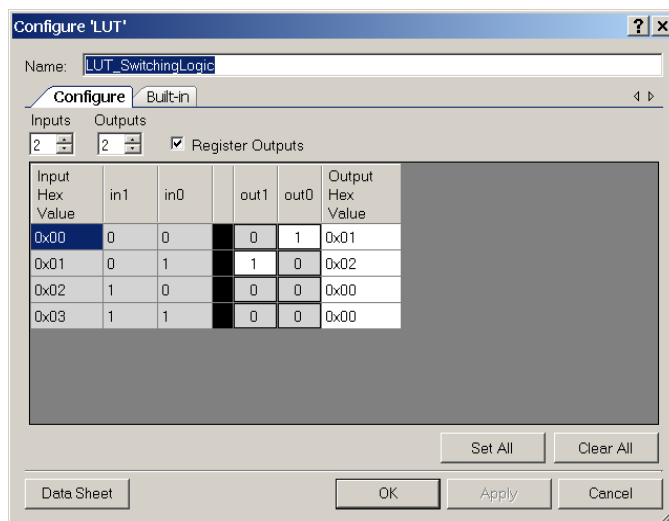 Configure 'LUT'
? X
Name: LUT_SwitchingLogic
Configure Built-in
Inputs Outputs
2 2 Register Outputs
Input Hex Value in1 in0 out1 out0 Output Hex Value
0x00 0 0 0 1 0x01
0x01 0 1 1 0 0x02
0x02 1 0 0 0 0x00
0x03 1 1 0 0 0x00
Set All Clear All
Data Sheet OK Apply Cancel